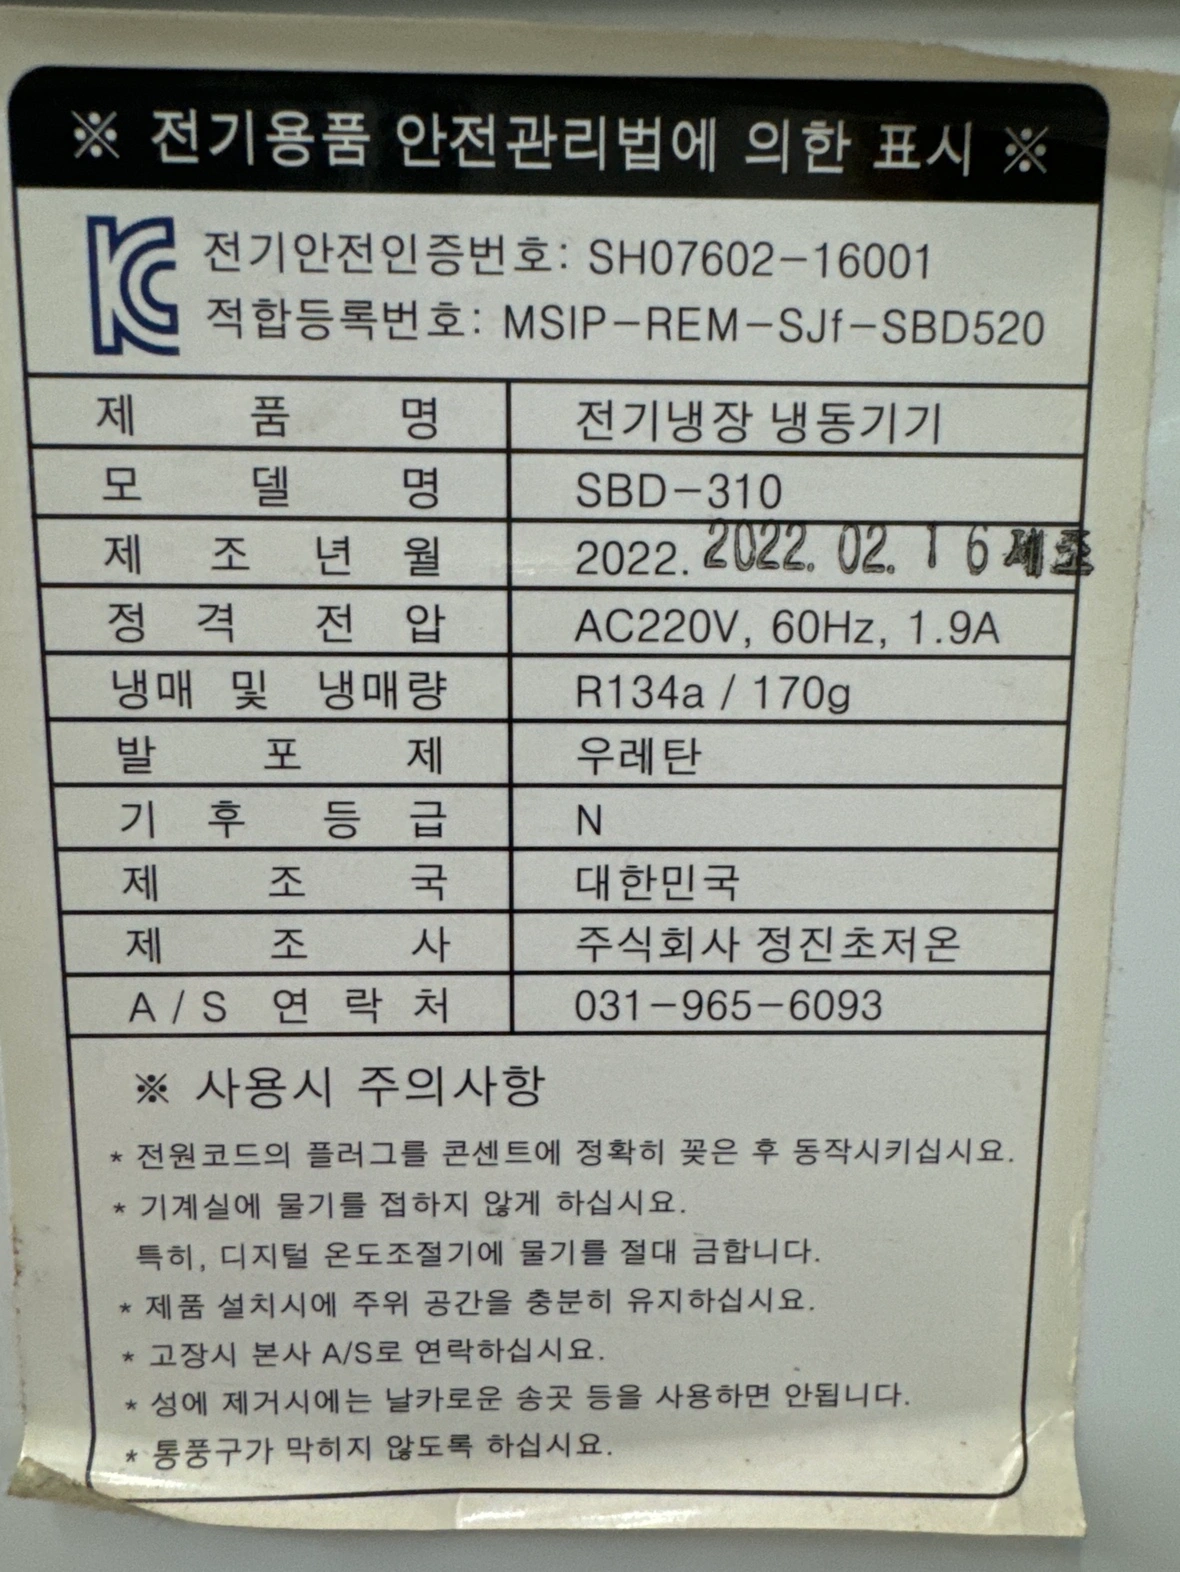 ※ 전기용품 안전관리법에 의한 표시 ※
전기안전인증번호: SH07602-16001
적합등록번호: MSIP-REM-SJf-SBD520
제 품 명 전기냉장 냉동기기
모 델 명 SBD-310
제 조 년 월 2022. 2022. 02. 16 제조
정 격 전 압 AC220V, 60Hz, 1.9A
냉매 및 냉매량 R134a / 170g
발 포 제 우레탄
기 후 등 급 N
제 조 국 대한민국
제 조 사 주식회사 정진초저온
A/S 연 락 처 031-965-6093
※ 사용시 주의사항
* 전원코드의 플러그를 콘센트에 정확히 꽂은 후 동작시키십시요.
* 기계실에 물기를 접하지 않게 하십시요.
특히, 디지털 온도조절기에 물기를 절대 금합니다.
* 제품 설치시에 주위 공간을 충분히 유지하십시요.
* 고장시 본사 A/S로 연락하십시요.
* 성에 제거시에는 날카로운 송곳 등을 사용하면 안됩니다.
* 통풍구가 막히지 않도록 하십시요.